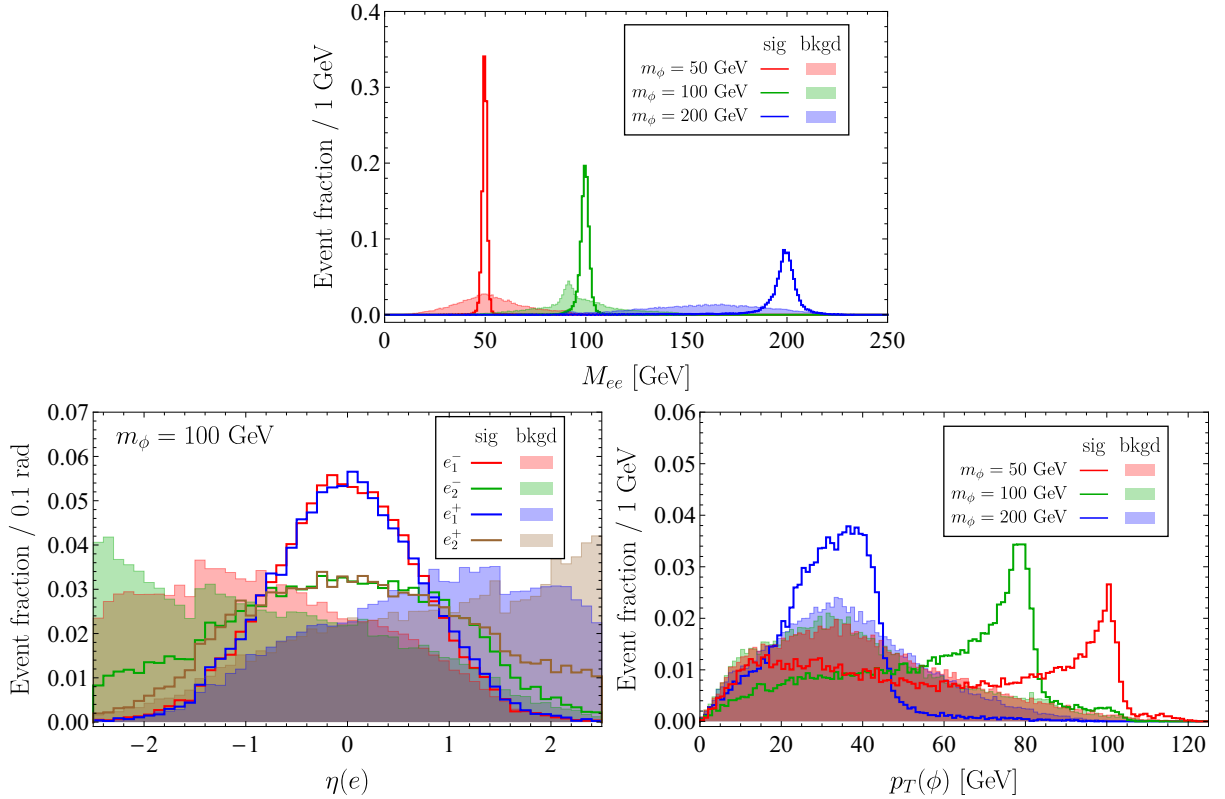 sig bkgd
m_ϕ = 50 GeV
m_ϕ = 100 GeV
m_ϕ = 200 GeV
Event fraction / 1 GeV
0.4
0.3
0.2
0.1
0.0
0 50 100 150 200 250
M_ee [GeV]
m_ϕ = 100 GeV
sig bkgd
e_1^-
e_2^-
e_1^+
e_2^+
Event fraction / 0.1 rad
0.07
0.06
0.05
0.04
0.03
0.02
0.01
0.00
−2 −1 0 1 2
η(e)
sig bkgd
m_ϕ = 50 GeV
m_ϕ = 100 GeV
m_ϕ = 200 GeV
Event fraction / 1 GeV
0.06
0.05
0.04
0.03
0.02
0.01
0.00
0 20 40 60 80 100 120
p_T(ϕ) [GeV]